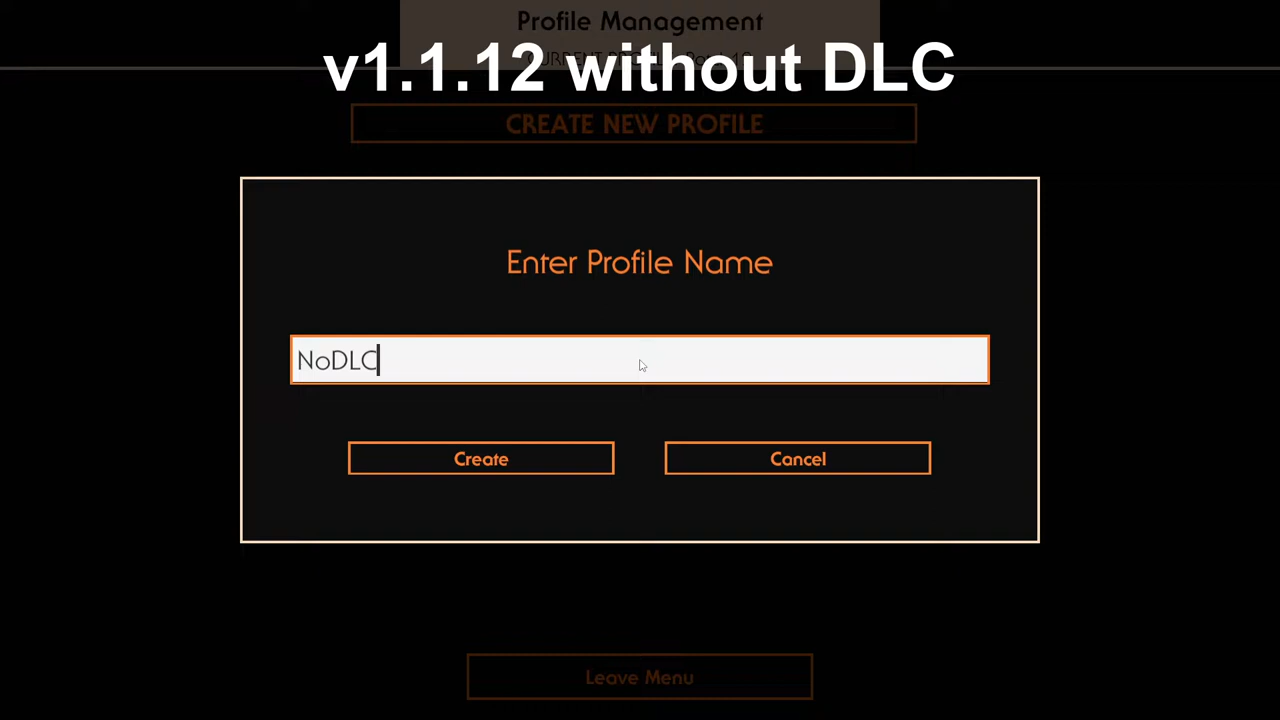 Profile Management
v1.1.12 without DLC
CREATE NEW PROFILE
Enter Profile Name
NoDLC
Create
Cancel
Leave Menu